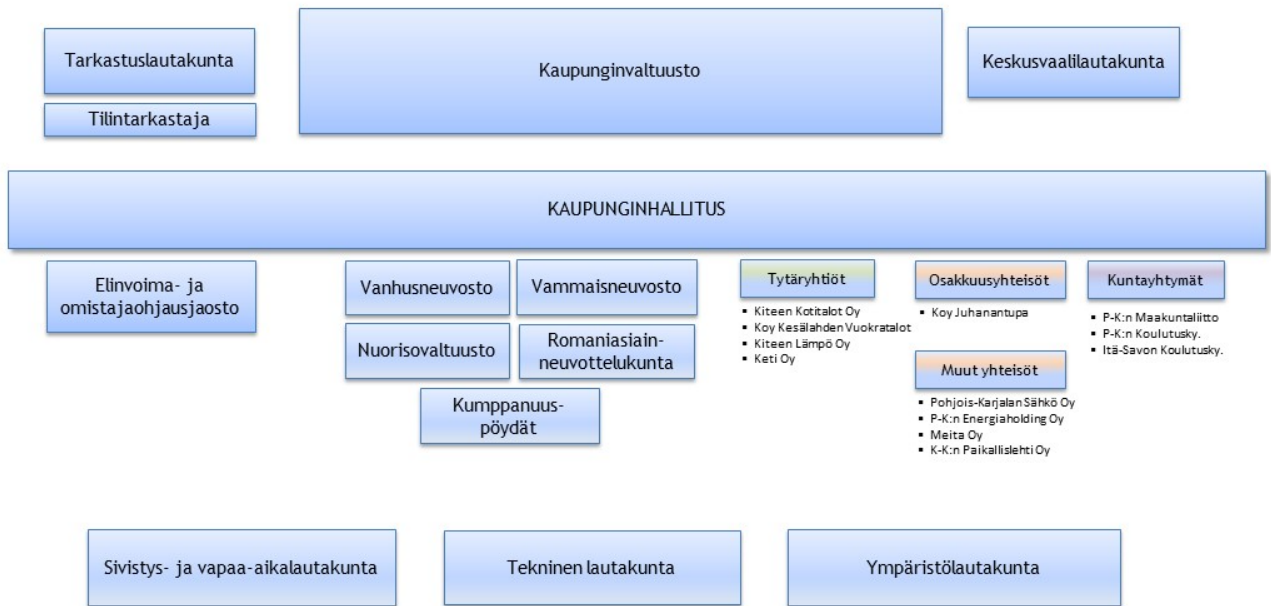 Tarkastuslautakunta
Tilintarkastaja
Kaupunginvaltuusto
Keskusvaalilautakunta
KAUPUNGINHALLITUS
Elinvoima- ja
omistajaohjausjaosto
Vanhusneuvosto
Vammaisneuvosto
Nuorisovaltuusto
Romaniasiain-
neuvottelukunta
Kumppanuus-
pöydät
Tytäryhtiöt
▪ Kiteen Kotitalot Oy
▪ Koy Kesälahden Vuokratalot
▪ Kiteen Lämpö Oy
▪ Keti Oy
Osakkuusyhteisöt
▪ Koy Juhanantupa
Muut yhteisöt
▪ Pohjois-Karjalan Sähkö Oy
▪ P-K:n Energiaholding Oy
▪ Meita Oy
▪ K-K:n Paikallislehti Oy
Kuntayhtymät
▪ P-K:n Maakuntaliitto
▪ P-K:n Koulutusky.
▪ Itä-Savon Koulutusky.
Sivistys- ja vapaa-aikalautakunta
Tekninen lautakunta
Ympäristölautakunta